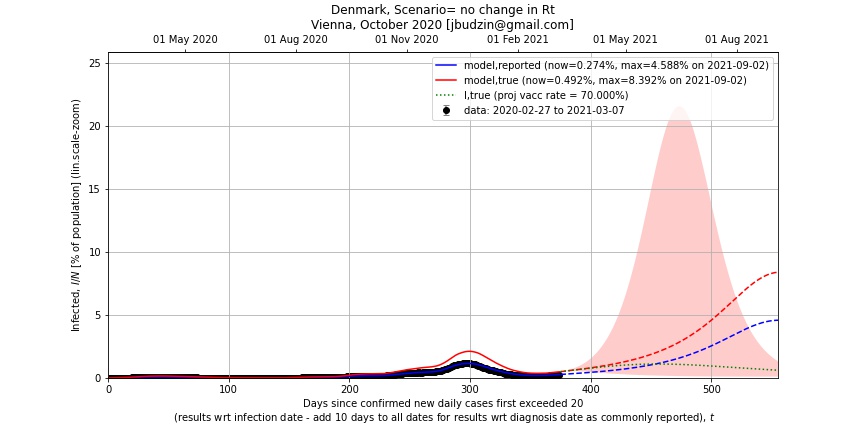 Denmark, Scenario= no change in Rt
Vienna, October 2020 [jbudzin@gmail.com]
01 May 2020 01 Aug 2020 01 Nov 2020 01 Feb 2021 01 May 2021 01 Aug 2021
model,reported (now=0.274%, max=4.588% on 2021-09-02)
model,true (now=0.492%, max=8.392% on 2021-09-02)
I,true (proj vacc rate = 70.000%)
data: 2020-02-27 to 2021-03-07
Infected, I/N [% of population] (lin.scale-zoom)
25
20
15
10
5
0
0 100 200 300 400 500
Days since confirmed new daily cases first exceeded 20
(results wrt infection date - add 10 days to all dates for results wrt diagnosis date as commonly reported), t